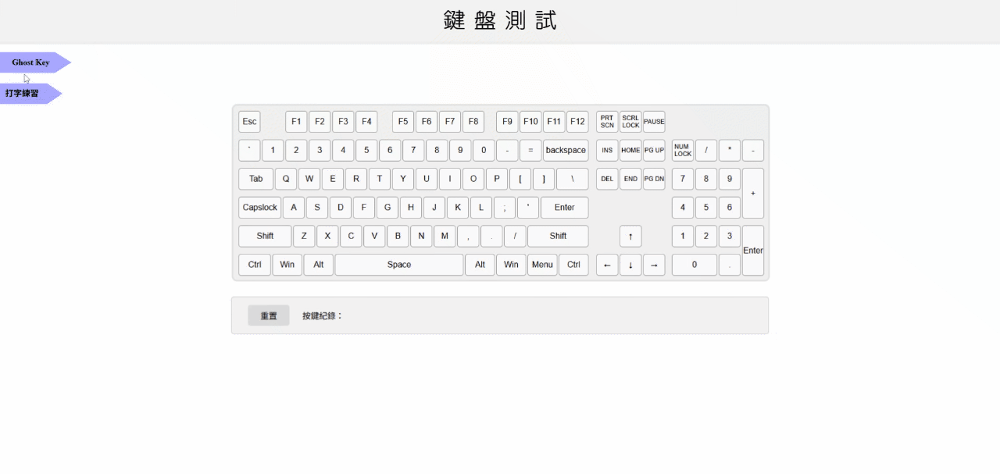 鍵盤測試
Ghost Key
打字練習
Esc F1 F2 F3 F4 F5 F6 F7 F8 F9 F10 F11 F12 PRT SCN SCRL LOCK PAUSE
` 1 2 3 4 5 6 7 8 9 0 - = backspace INS HOME PG UP NUM LOCK / * -
Tab Q W E R T Y U I O P [ ] \ DEL END PG DN 7 8 9 +
Capslock A S D F G H J K L ; ' Enter 4 5 6
Shift Z X C V B N M , . / Shift ↑ 1 2 3 Enter
Ctrl Win Alt Space Alt Win Menu Ctrl ← ↓ → 0 .
重置 按鍵紀錄：